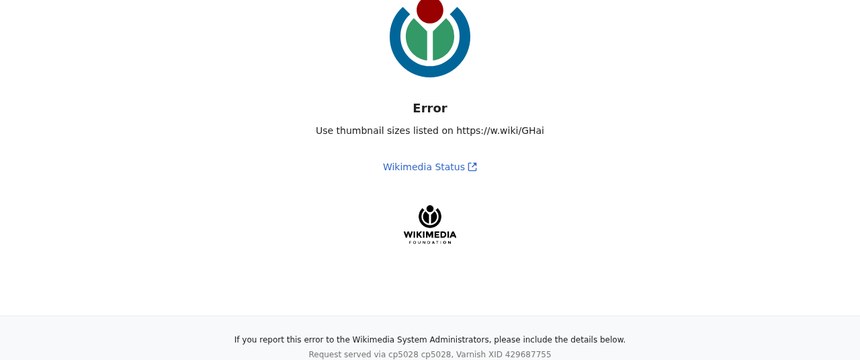 Error
Use thumbnail sizes listed on https://w.wiki/GHai
Wikimedia Status
WIKIMEDIA
FOUNDATION
If you report this error to the Wikimedia System Administrators, please include the details below.
Request served via cp5028 cp5028, Varnish XID 429687755